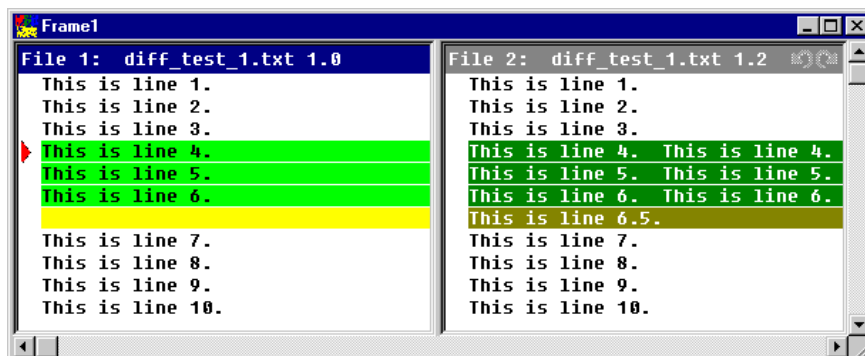 Frame1
File 1:  diff_test_1.txt 1.0
This is line 1.
This is line 2.
This is line 3.
This is line 4.
This is line 5.
This is line 6.
This is line 7.
This is line 8.
This is line 9.
This is line 10.
File 2:  diff_test_1.txt 1.2
This is line 1.
This is line 2.
This is line 3.
This is line 4.  This is line 4.
This is line 5.  This is line 5.
This is line 6.  This is line 6.
This is line 6.5.
This is line 7.
This is line 8.
This is line 9.
This is line 10.